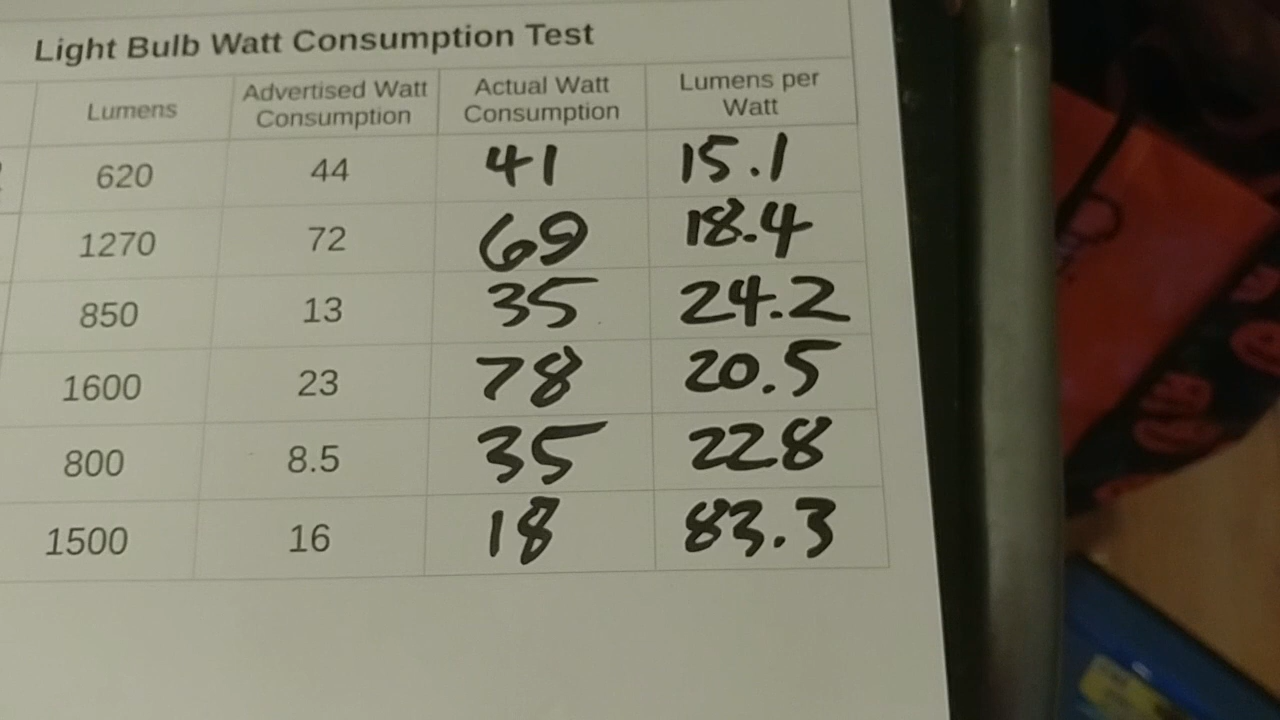 Light Bulb Watt Consumption Test
Lumens Advertised Watt Consumption Actual Watt Consumption Lumens per Watt
620 44 41 15.1
1270 72 69 18.4
850 13 35 24.2
1600 23 78 20.5
800 8.5 35 228
1500 16 18 83.3